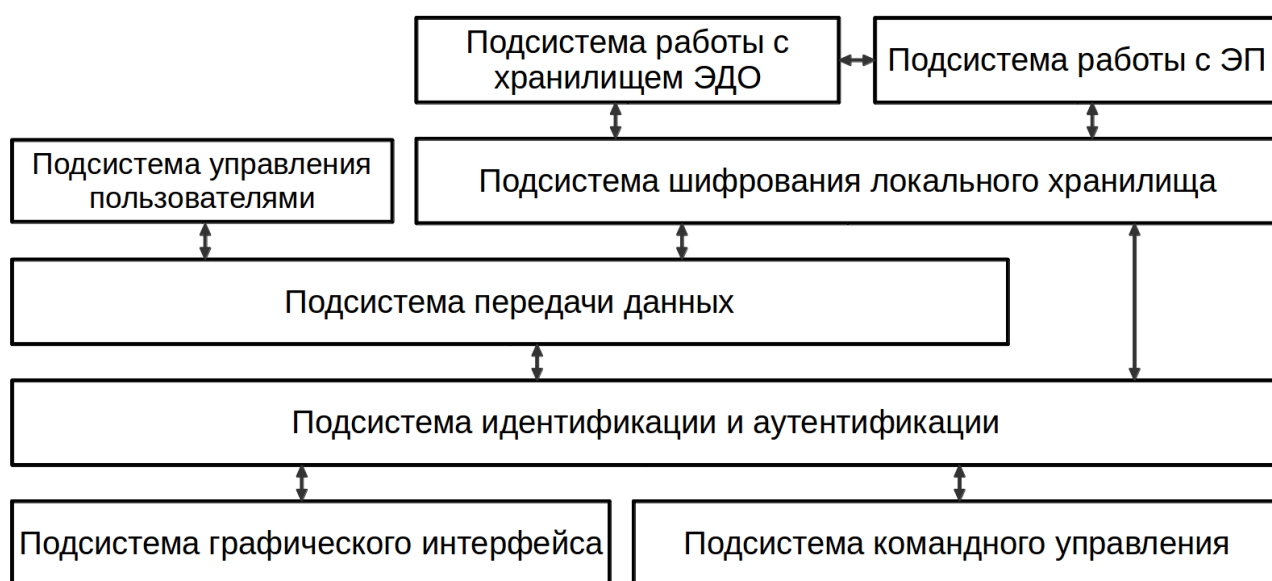 Подсистема работы с
хранилищем ЭДО
Подсистема работы с ЭП
Подсистема управления
пользователями
Подсистема шифрования локального хранилища
Подсистема передачи данных
Подсистема идентификации и аутентификации
Подсистема графического интерфейса
Подсистема командного управления